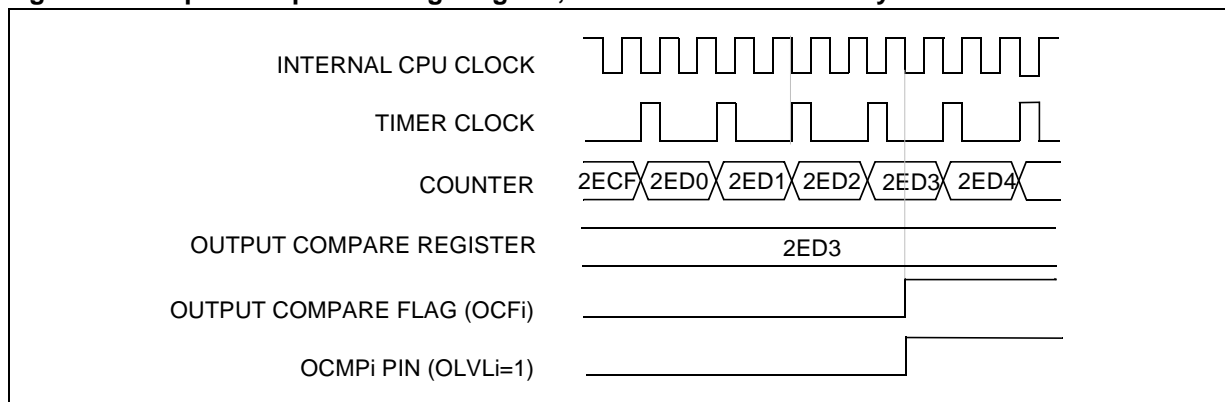 INTERNAL CPU CLOCK
TIMER CLOCK
COUNTER
2ECF 2ED0 2ED1 2ED2 2ED3 2ED4
OUTPUT COMPARE REGISTER
2ED3
OUTPUT COMPARE FLAG (OCFi)
OCMPi PIN (OLVLi=1)